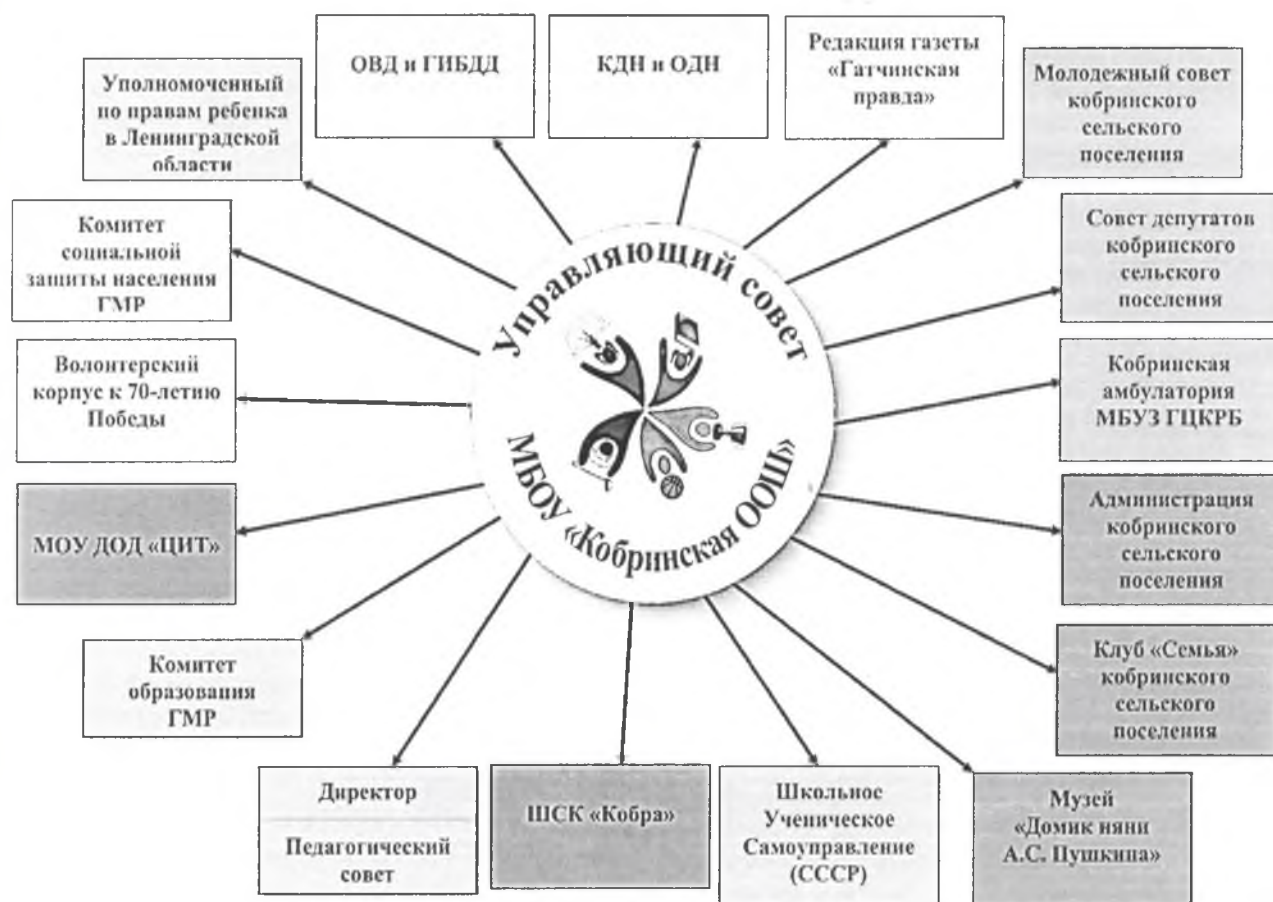 ОВД и ГИБДД
КДН и ОДН
Редакция газеты
«Гатчинская
правда»
Молодежный совет
кобринского
сельского
поселения
Уполномоченный
по правам ребенка
в Ленинградской
области
Комитет
социальной
защиты населения
ГМР
Совет депутатов
кобринского
сельского
поселения
Волонтерский
корпус к 70-летию
Победы
Кобринская
амбулатория
МБУЗ ГЦКРБ
Управляющий совет
МБОУ «Кобринская ООШ»
МОУ ДОД «ЦИТ»
Администрация
кобринского
сельского
поселения
Комитет
образования
ГМР
Клуб «Семья»
кобринского
сельского
поселения
Директор
Педагогический
совет
ШСК «Кобра»
Школьное
Ученическое
Самоуправление
(СССР)
Музей
«Домик няни
А.С. Пушкина»